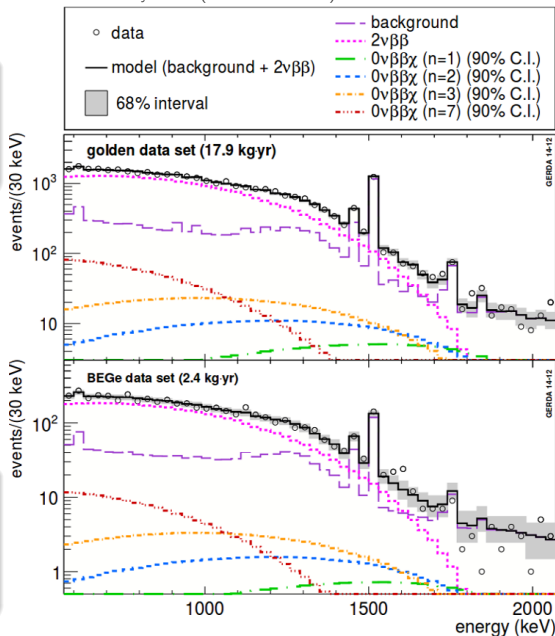 data
model (background + 2νββ)
68% interval
background
2νββ
0νββχ (n=1) (90% C.I.)
0νββχ (n=2) (90% C.I.)
0νββχ (n=3) (90% C.I.)
0νββχ (n=7) (90% C.I.)
golden data set (17.9 kg·yr)
GERDA 14-12
events/(30 keV)
10³
10²
10
BEGe data set (2.4 kg·yr)
GERDA 14-12
events/(30 keV)
10²
10
1
1000 1500 2000
energy (keV)